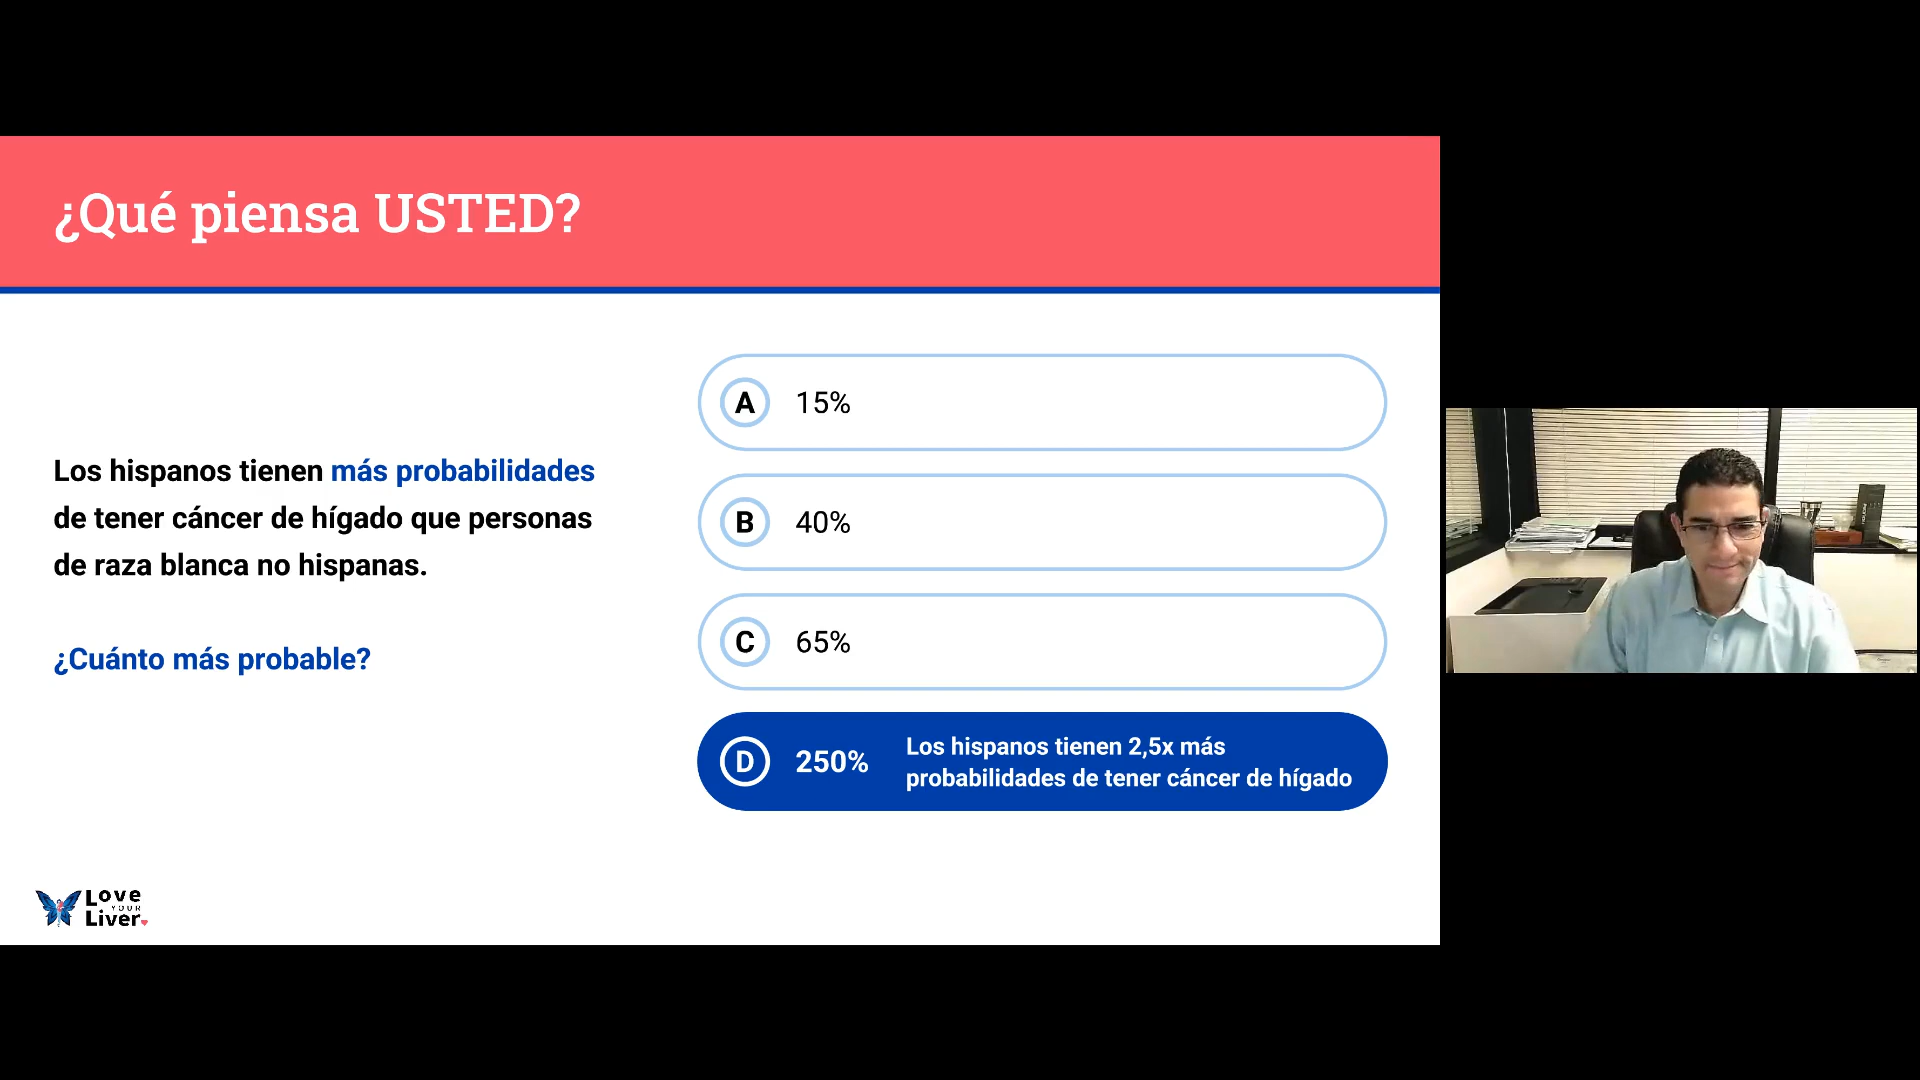 ¿Qué piensa USTED?
Los hispanos tienen más probabilidades
de tener cáncer de hígado que personas
de raza blanca no hispanas.
¿Cuánto más probable?
A 15%
B 40%
C 65%
D 250% Los hispanos tienen 2,5x más
probabilidades de tener cáncer de hígado
Love
YOUR
Liver